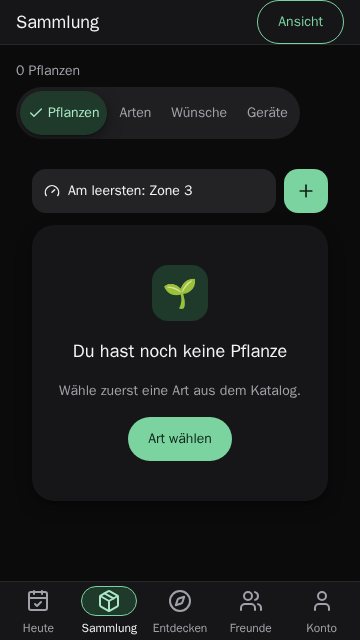 Sammlung
Ansicht
0 Pflanzen
Pflanzen
Arten
Wünsche
Geräte
Am leersten: Zone 3
Du hast noch keine Pflanze
Wähle zuerst eine Art aus dem Katalog.
Art wählen
Heute
Sammlung
Entdecken
Freunde
Konto